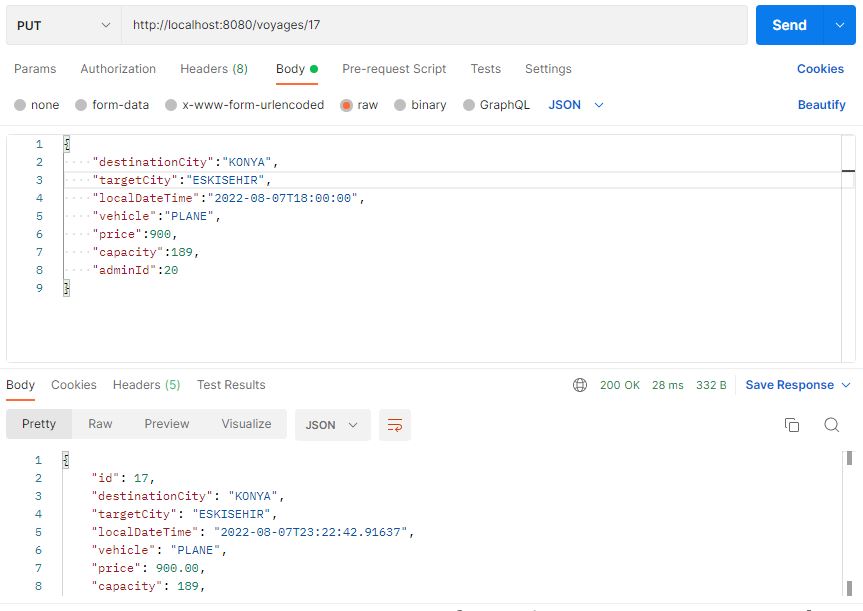 PUT http://localhost:8080/voyages/17 Send
Params Authorization Headers (8) Body Pre-request Script Tests Settings Cookies
none form-data x-www-form-urlencoded raw binary GraphQL JSON Beautify
1 {
2 "destinationCity":"KONYA",
3 "targetCity":"ESKISEHIR",
4 "localDateTime":"2022-08-07T18:00:00",
5 "vehicle":"PLANE",
6 "price":900,
7 "capacity":189,
8 "adminId":20
9 }
Body Cookies Headers (5) Test Results 200 OK 28 ms 332 B Save Response
Pretty Raw Preview Visualize JSON
1 {
2 "id": 17,
3 "destinationCity": "KONYA",
4 "targetCity": "ESKISEHIR",
5 "localDateTime": "2022-08-07T23:22:42.91637",
6 "vehicle": "PLANE",
7 "price": 900.00,
8 "capacity": 189,